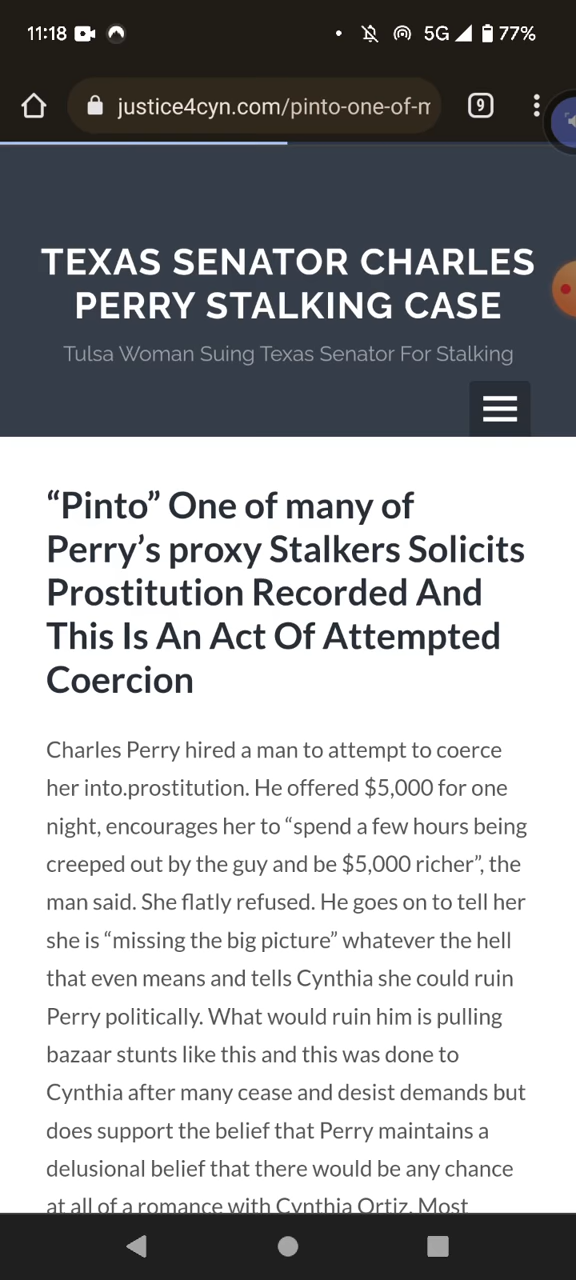 11:18
5G
77%
justice4cyn.com/pinto-one-of-m
9
TEXAS SENATOR CHARLES
PERRY STALKING CASE
Tulsa Woman Suing Texas Senator For Stalking
“Pinto” One of many of
Perry’s proxy Stalkers Solicits
Prostitution Recorded And
This Is An Act Of Attempted
Coercion
Charles Perry hired a man to attempt to coerce
her into.prostitution. He offered $5,000 for one
night, encourages her to “spend a few hours being
creeped out by the guy and be $5,000 richer”, the
man said. She flatly refused. He goes on to tell her
she is “missing the big picture” whatever the hell
that even means and tells Cynthia she could ruin
Perry politically. What would ruin him is pulling
bazaar stunts like this and this was done to
Cynthia after many cease and desist demands but
does support the belief that Perry maintains a
delusional belief that there would be any chance
at all of a romance with Cynthia Ortiz. Most